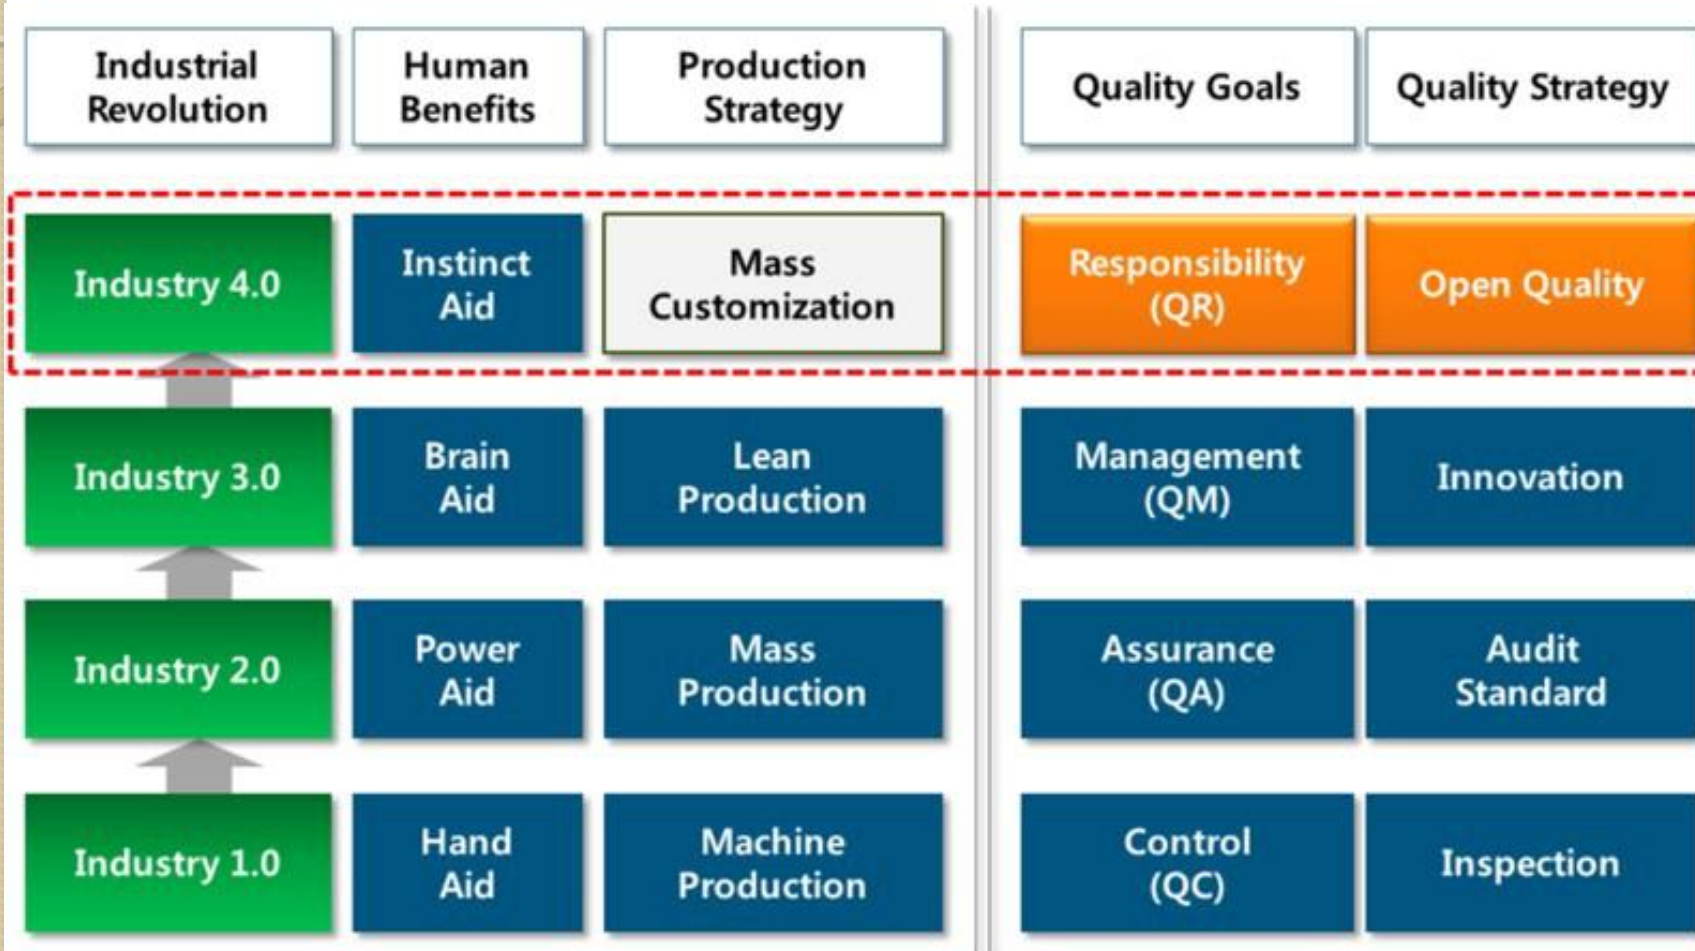 Industrial
Revolution
Human
Benefits
Production
Strategy
Quality Goals
Quality Strategy
Industry 4.0
Instinct
Aid
Mass
Customization
Responsibility
(QR)
Open Quality
Industry 3.0
Brain
Aid
Lean
Production
Management
(QM)
Innovation
Industry 2.0
Power
Aid
Mass
Production
Assurance
(QA)
Audit
Standard
Industry 1.0
Hand
Aid
Machine
Production
Control
(QC)
Inspection